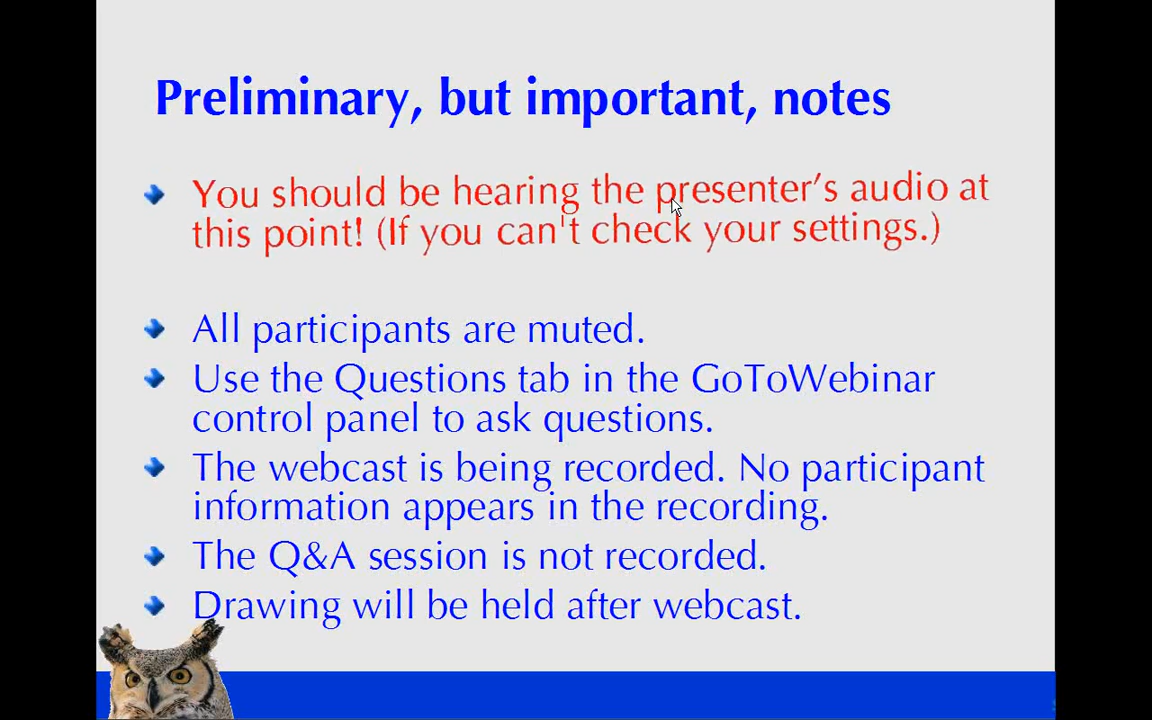 Preliminary, but important, notes
You should be hearing the presenter’s audio at
this point! (If you can't check your settings.)
All participants are muted.
Use the Questions tab in the GoToWebinar
control panel to ask questions.
The webcast is being recorded. No participant
information appears in the recording.
The Q&A session is not recorded.
Drawing will be held after webcast.